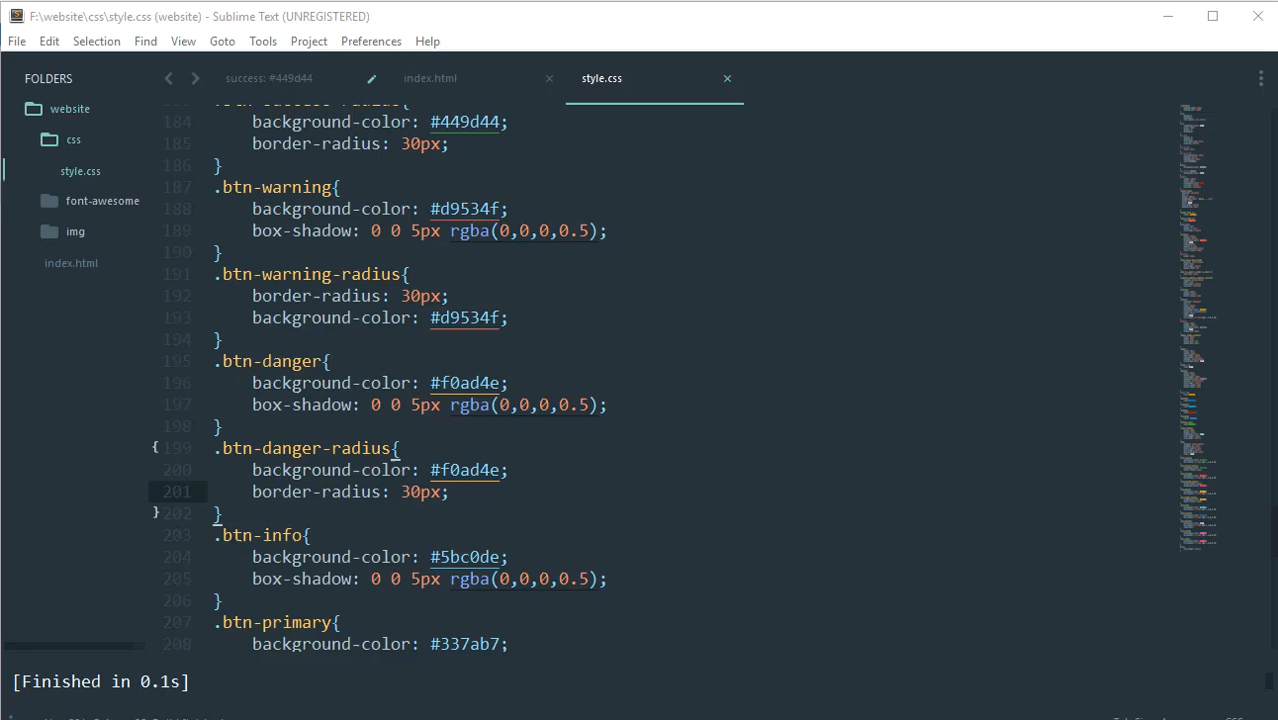 F:\website\css\style.css (website) - Sublime Text (UNREGISTERED)
File Edit Selection Find View Goto Tools Project Preferences Help
FOLDERS
website
css
style.css
font-awesome
img
index.html
success: #449d44 index.html style.css
184 background-color: #449d44;
185 border-radius: 30px;
186 }
187 .btn-warning{
188 background-color: #d9534f;
189 box-shadow: 0 0 5px rgba(0,0,0,0.5);
190 }
191 .btn-warning-radius{
192 border-radius: 30px;
193 background-color: #d9534f;
194 }
195 .btn-danger{
196 background-color: #f0ad4e;
197 box-shadow: 0 0 5px rgba(0,0,0,0.5);
198 }
{ 199 .btn-danger-radius{
200 background-color: #f0ad4e;
201 border-radius: 30px;
} 202 }
203 .btn-info{
204 background-color: #5bc0de;
205 box-shadow: 0 0 5px rgba(0,0,0,0.5);
206 }
207 .btn-primary{
208 background-color: #337ab7;
[Finished in 0.1s]